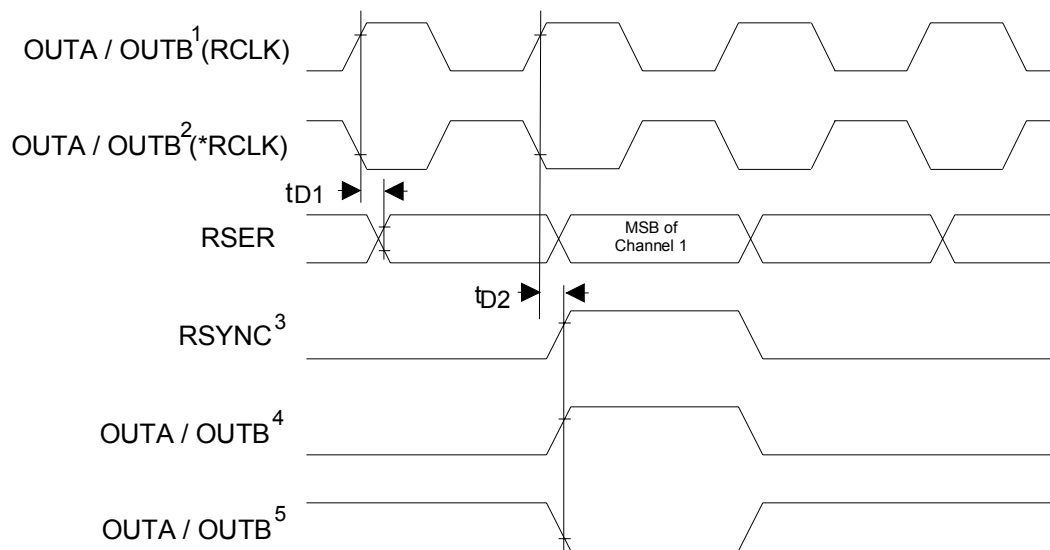 OUTA / OUTB1(RCLK)
OUTA / OUTB2(*RCLK)
tD1
RSER
MSB of
Channel 1
tD2
RSYNC3
OUTA / OUTB4
OUTA / OUTB5